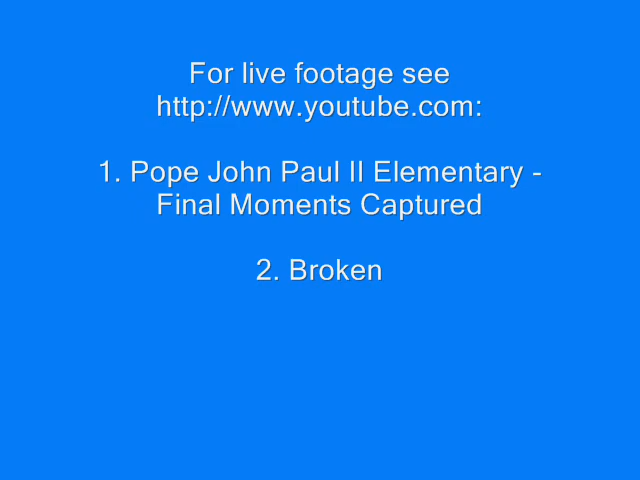 For live footage see
http://www.youtube.com:
1. Pope John Paul II Elementary -
Final Moments Captured
2. Broken